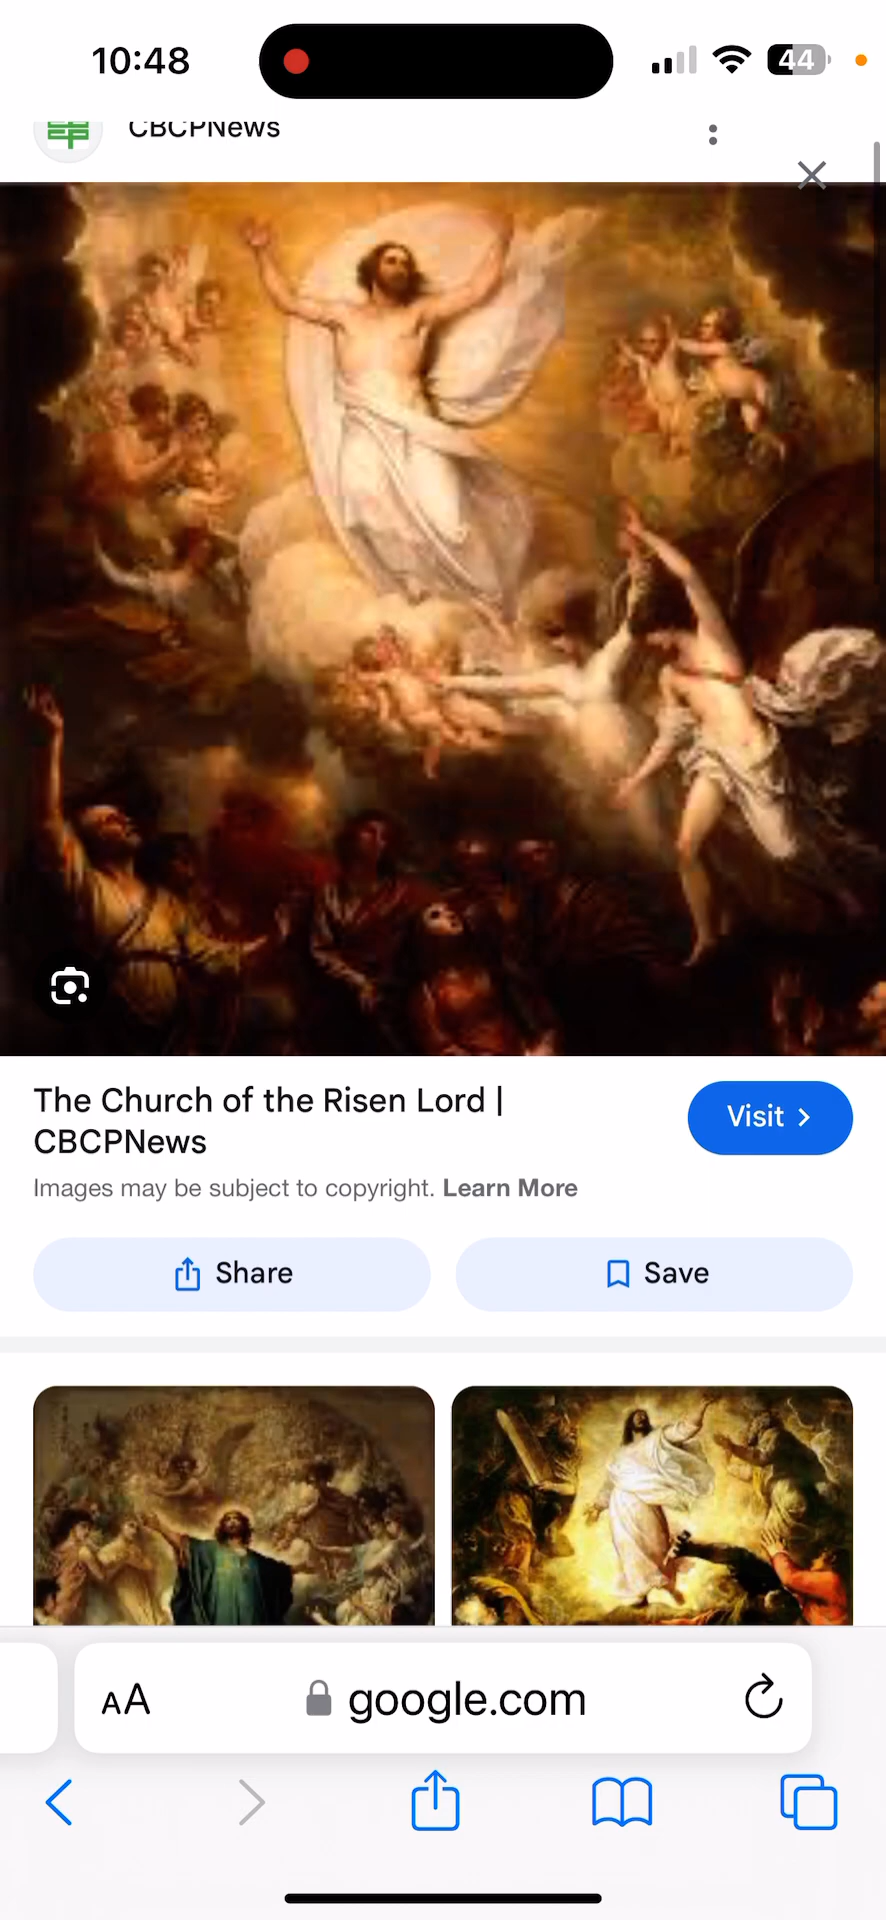 10:48
44
CBCPNews
The Church of the Risen Lord |
CBCPNews
Visit
Images may be subject to copyright. Learn More
Share
Save
AA
google.com